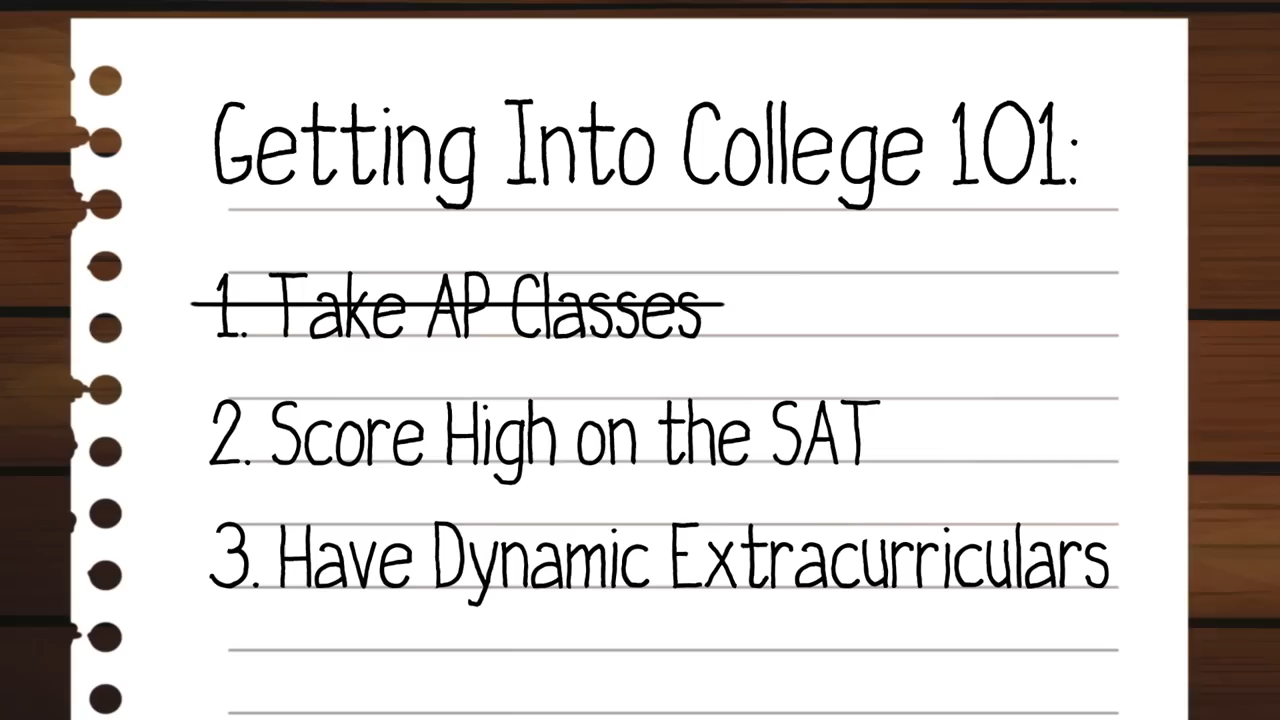 Getting Into College 101:
1. Take AP Classes
2. Score High on the SAT
3. Have Dynamic Extracurriculars